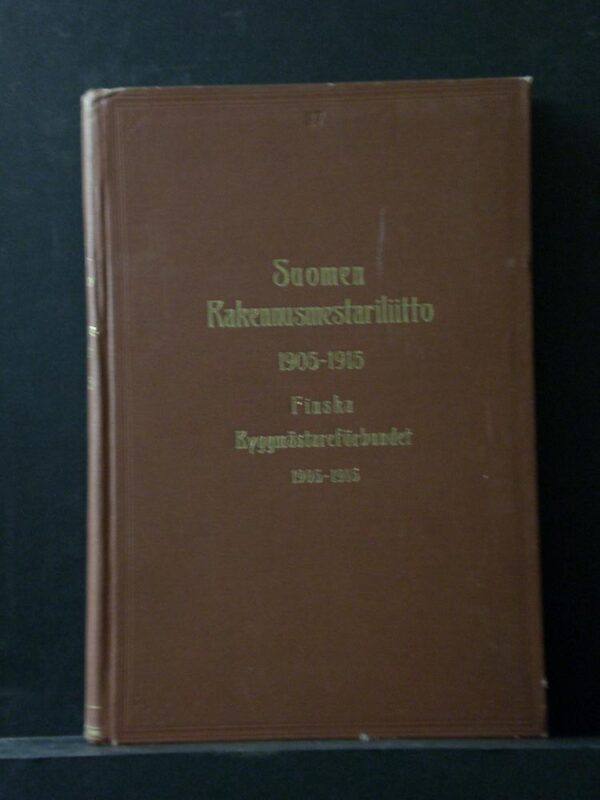 Suomen
Rakennusmestariliitto
1905-1915
Finska
Byggmästareförbundet
1905-1915